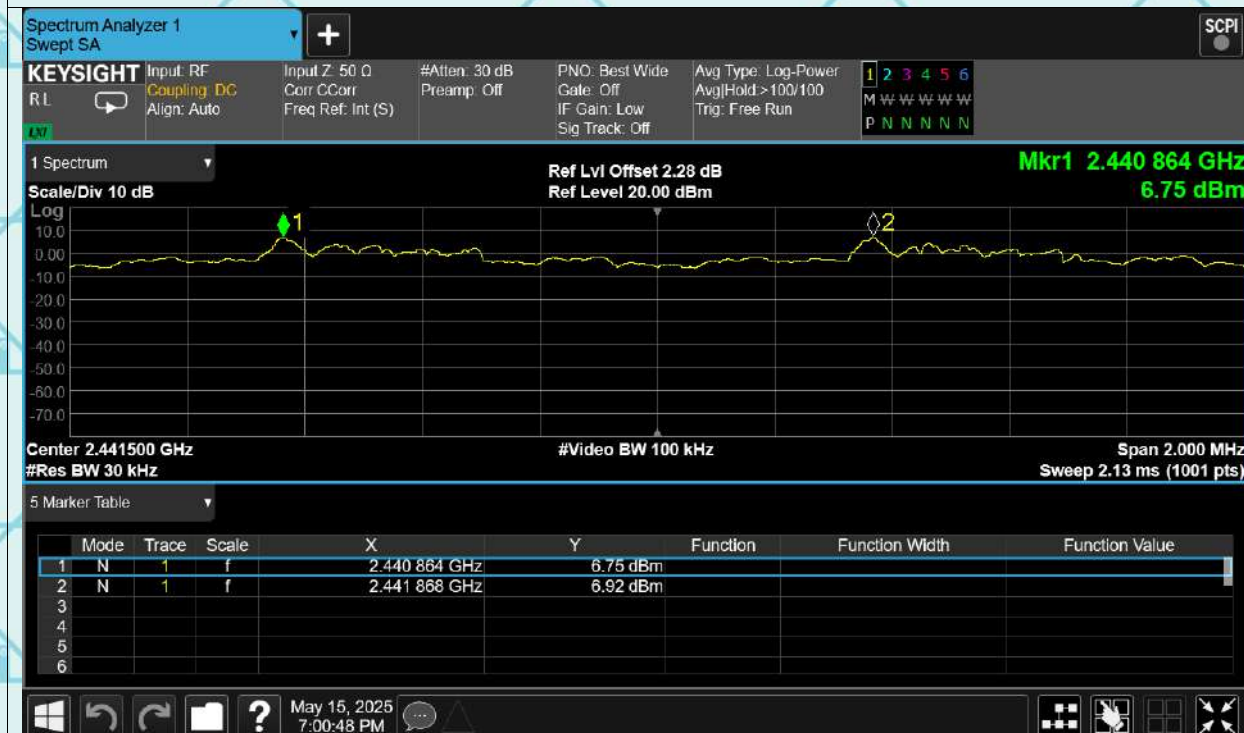 Spectrum Analyzer 1
Swept SA
+
SCPI
KEYSIGHT
RL
LXI
Input: RF
Coupling: DC
Align: Auto
Input Z: 50 Ω
Corr CCorr
Freq Ref: Int (S)
#Atten: 30 dB
Preamp: Off
PNO: Best Wide
Gate: Off
IF Gain: Low
Sig Track: Off
Avg Type: Log-Power
Avg|Hold:>100/100
Trig: Free Run
1 2 3 4 5 6
M W W W W W
P N N N N N
1 Spectrum
Scale/Div 10 dB
Log
Ref Lvl Offset 2.28 dB
Ref Level 20.00 dBm
Mkr1 2.440 864 GHz
6.75 dBm
1
2
10.0
0.00
-10.0
-20.0
-30.0
-40.0
-50.0
-60.0
-70.0
Center 2.441500 GHz
#Res BW 30 kHz
#Video BW 100 kHz
Span 2.000 MHz
Sweep 2.13 ms (1001 pts)
5 Marker Table
Mode Trace Scale X Y Function Function Width Function Value
1 N 1 f 2.440 864 GHz 6.75 dBm
2 N 1 f 2.441 868 GHz 6.92 dBm
3
4
5
6
?
May 15, 2025
7:00:48 PM